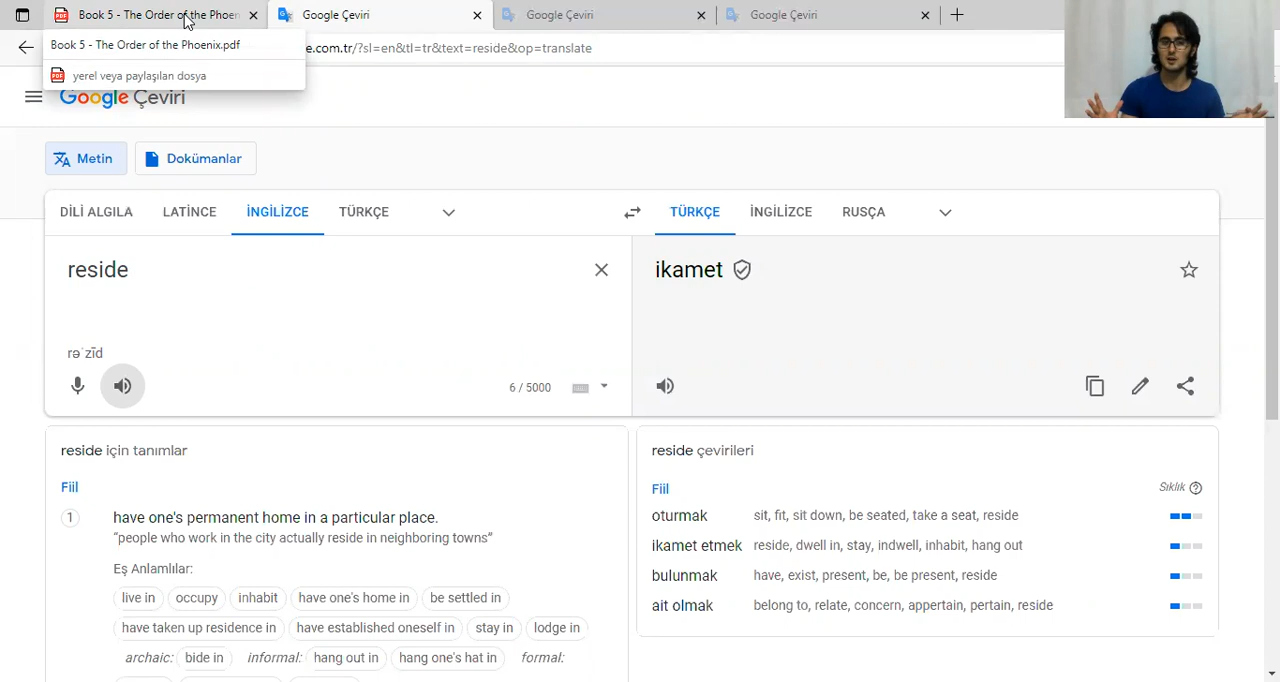 Book 5 - The Order of the Phoen
Google Çeviri
Google Çeviri
Google Çeviri
Book 5 - The Order of the Phoenix.pdf
e.com.tr/?sl=en&tl=tr&text=reside&op=translate
yerel veya paylaşılan dosya
Google Çeviri
Metin
Dokümanlar
DİLİ ALGILA
LATİNCE
İNGİLİZCE
TÜRKÇE
TÜRKÇE
İNGİLİZCE
RUSÇA
reside
ikamet
rəˈzīd
6 / 5000
reside için tanımlar
Fiil
1
have one's permanent home in a particular place.
“people who work in the city actually reside in neighboring towns”
Eş Anlamlılar:
live in
occupy
inhabit
have one's home in
be settled in
have taken up residence in
have established oneself in
stay in
lodge in
archaic: bide in informal: hang out in hang one's hat in formal:
reside çevirileri
Fiil
Sıklık
oturmak sit, fit, sit down, be seated, take a seat, reside
ikamet etmek reside, dwell in, stay, indwell, inhabit, hang out
bulunmak have, exist, present, be, be present, reside
ait olmak belong to, relate, concern, appertain, pertain, reside